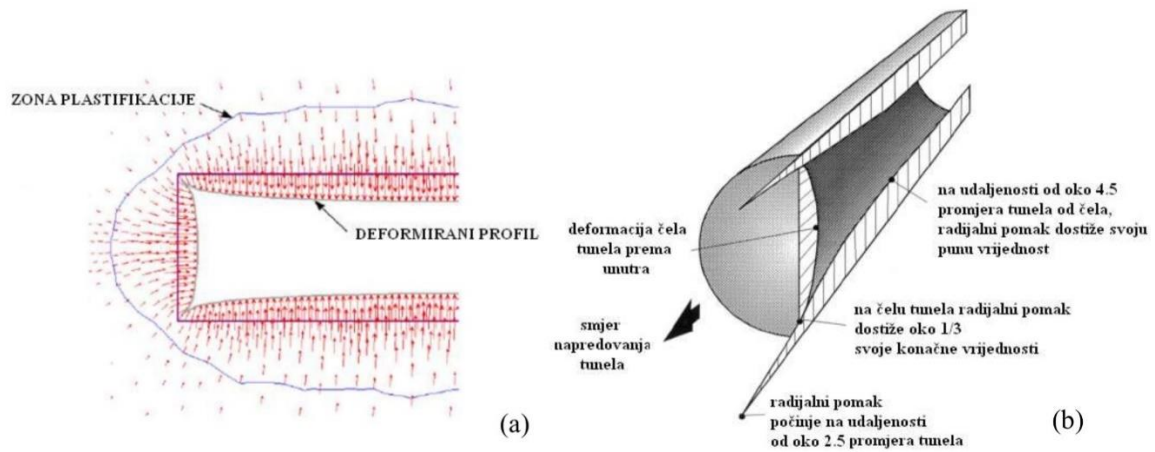 ZONA PLASTIFIKACIJE
DEFORMIRANI PROFIL
(a)
deformacija čela
tunela prema
unutra
smjer
napredovanja
tunela
na udaljenosti od oko 4.5
promjera tunela od čela,
radijalni pomak dostiže svoju
punu vrijednost
na čelu tunela radijalni pomak
dostiže oko 1/3
svoje konačne vrijednosti
radijalni pomak
počinje na udaljenosti
od oko 2.5 promjera tunela
(b)